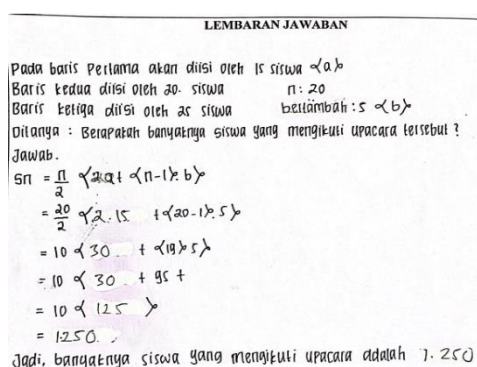 LEMBARAN JAWABAN
Pada baris Pertama akan diisi oleh 15 siswa (a)
Baris kedua diisi oleh 20. siswa n: 20
Baris ketiga diisi oleh 25 siswa bertambah : 5 (b)
Ditanya : Berapakah banyaknya siswa yang mengikuti upacara tersebut ?
Jawab.
Sn = n/2 (2a + (n-1). b)
= 20/2 (2. 15 + (20-1). 5)
= 10 ( 30 + (19) 5)
= 10 ( 30 + 95 +
= 10 ( 125 )
= 1250.
Jadi, banyaknya siswa yang mengikuti upacara adalah 1.250